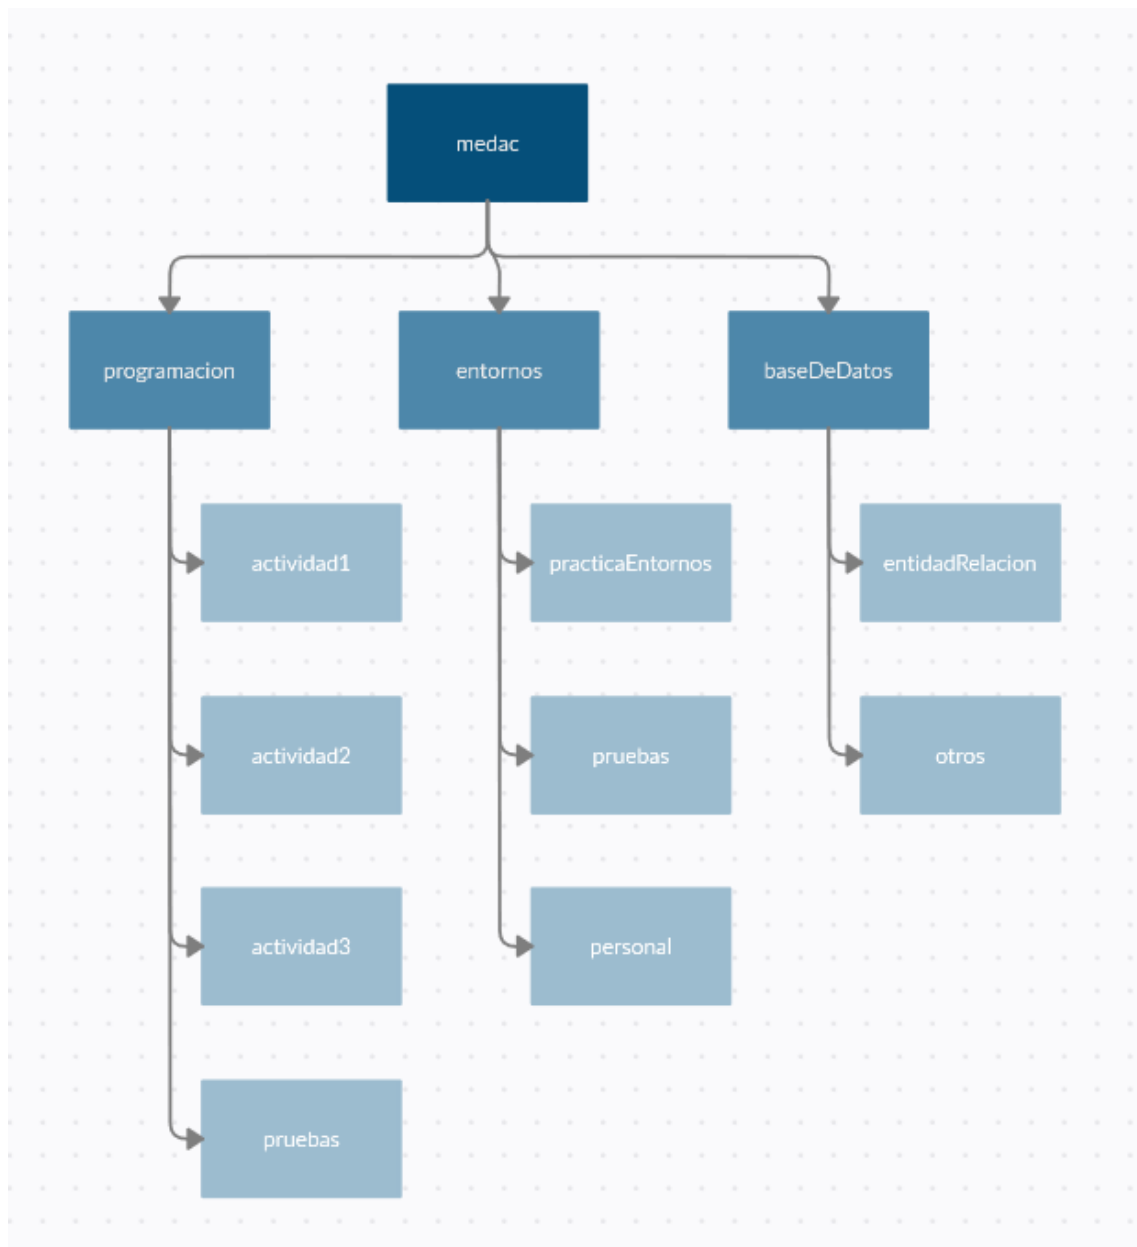 medac
programacion
entornos
baseDeDatos
actividad1
practicaEntornos
entidadRelacion
actividad2
pruebas
otros
actividad3
personal
pruebas